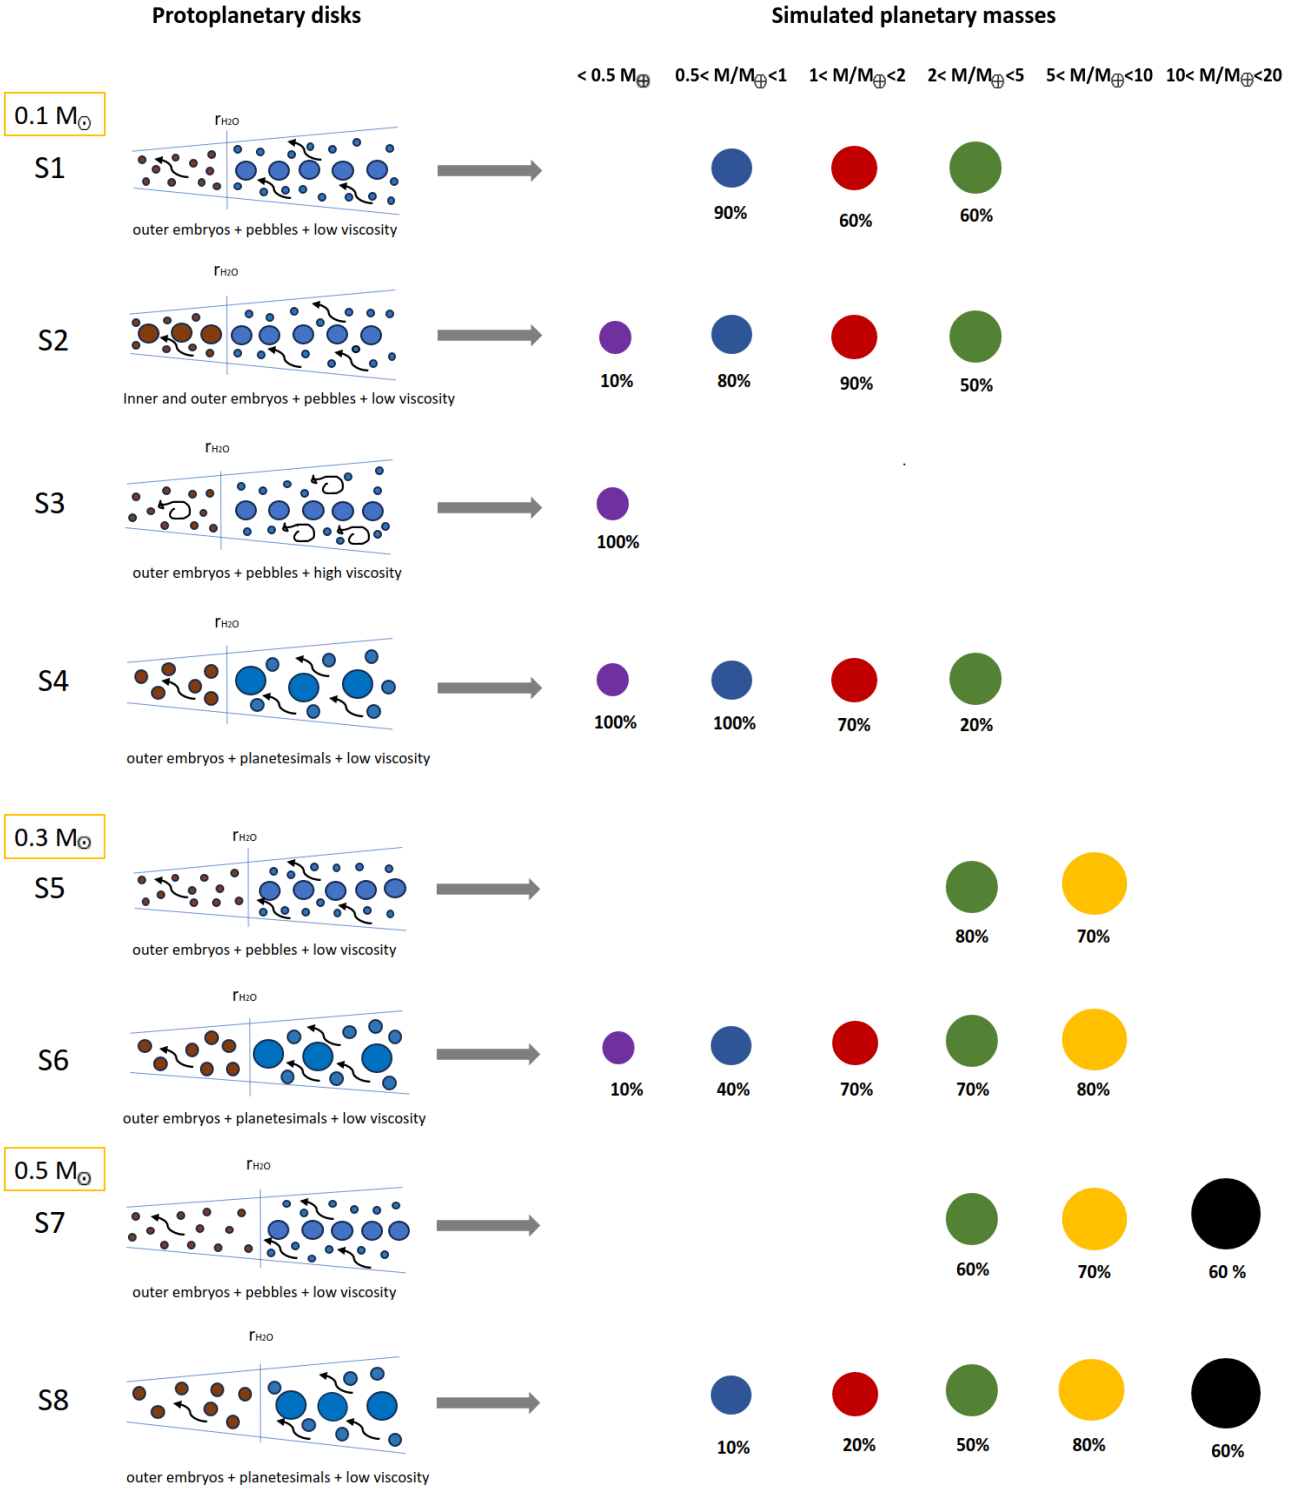 Protoplanetary disks Simulated planetary masses
< 0.5 M⊕ 0.5< M/M⊕<1 1< M/M⊕<2 2< M/M⊕<5 5< M/M⊕<10 10< M/M⊕<20
0.1 M⊙
rH2O
S1
90% 60% 60%
outer embryos + pebbles + low viscosity
rH2O
S2
10% 80% 90% 50%
Inner and outer embryos + pebbles + low viscosity
rH2O
S3
100%
outer embryos + pebbles + high viscosity
rH2O
S4
100% 100% 70% 20%
outer embryos + planetesimals + low viscosity
0.3 M⊙
rH2O
S5
80% 70%
outer embryos + pebbles + low viscosity
rH2O
S6
10% 40% 70% 70% 80%
outer embryos + planetesimals + low viscosity
0.5 M⊙
rH2O
S7
60% 70% 60 %
outer embryos + pebbles + low viscosity
rH2O
S8
10% 20% 50% 80% 60%
outer embryos + planetesimals + low viscosity